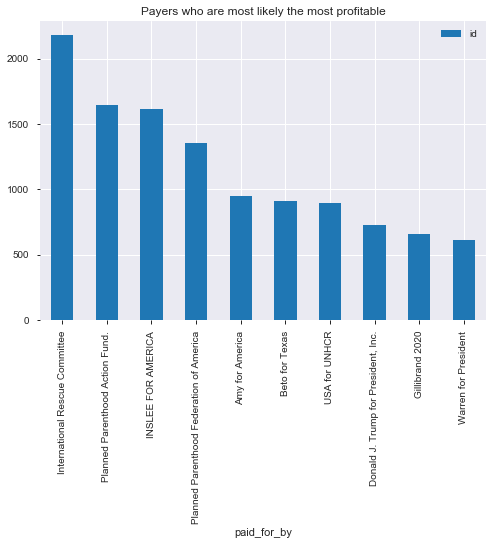 Payers who are most likely the most profitable
id
2000
1500
1000
500
0
International Rescue Committee
Planned Parenthood Action Fund.
INSLEE FOR AMERICA
Planned Parenthood Federation of America
Amy for America
Beto for Texas
USA for UNHCR
Donald J. Trump for President, Inc.
Gillibrand 2020
Warren for President
paid_for_by